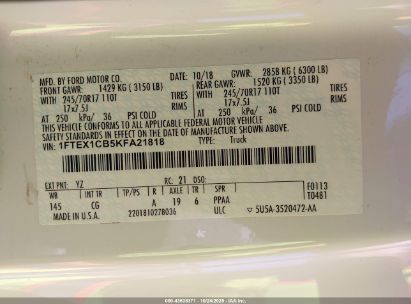 MFD. BY FORD MOTOR CO.
DATE: 10/18 GVWR: 2858 KG ( 6300 LB)
FRONT GAWR: 1429 KG ( 3150 LB) REAR GAWR: 1520 KG ( 3350 LB)
WITH 245/70R17 110T TIRES WITH 245/70R17 110T TIRES
17x7.5J RIMS 17x7.5J RIMS
AT 250 kPa/ 36 PSI COLD AT 250 kPa/ 36 PSI COLD
THIS VEHICLE CONFORMS TO ALL APPLICABLE FEDERAL MOTOR VEHICLE
SAFETY STANDARDS IN EFFECT ON THE DATE OF MANUFACTURE SHOWN ABOVE.
VIN: 1FTEX1CB5KFA21818 TYPE: Truck
EXT PNT: YZ RC: 21 DSO: F0113
WB INT TR TP/PS R AXLE TR SPR T0481
145 CG A 19 6 PPAA
MADE IN U.S.A. 2201810278036 ULC 5U5A-3520472-AA